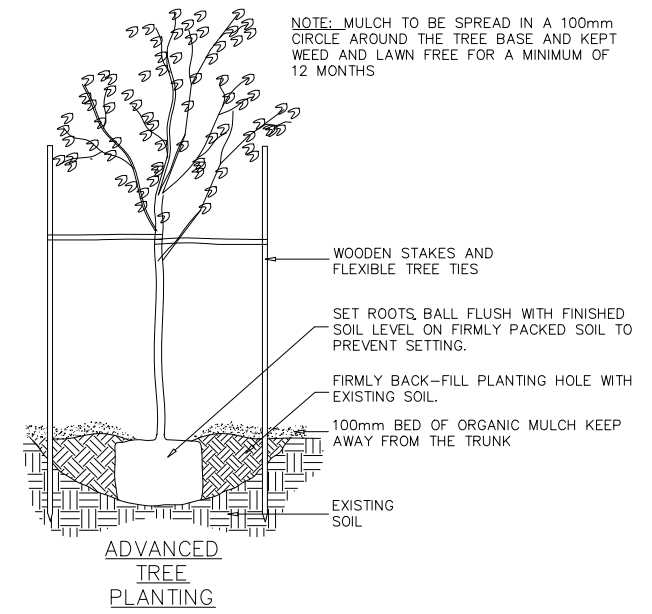 NOTE: MULCH TO BE SPREAD IN A 100mm
CIRCLE AROUND THE TREE BASE AND KEPT
WEED AND LAWN FREE FOR A MINIMUM OF
12 MONTHS
WOODEN STAKES AND
FLEXIBLE TREE TIES
SET ROOTS BALL FLUSH WITH FINISHED
SOIL LEVEL ON FIRMLY PACKED SOIL TO
PREVENT SETTING.
FIRMLY BACK-FILL PLANTING HOLE WITH
EXISTING SOIL.
100mm BED OF ORGANIC MULCH KEEP
AWAY FROM THE TRUNK
EXISTING
SOIL
ADVANCED
TREE
PLANTING